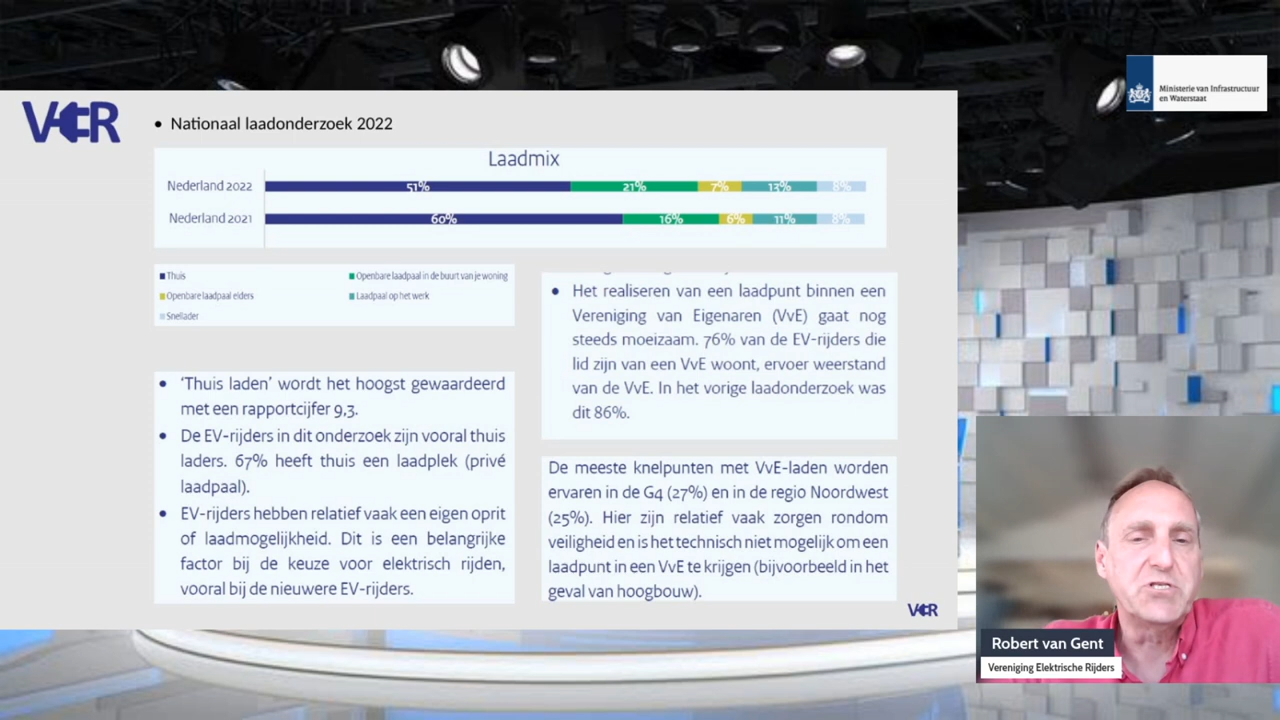 VER
• Nationaal laadonderzoek 2022
Laadmix
Nederland 2022 51% 21% 7% 13% 8%
Nederland 2021 60% 16% 6% 11% 8%
Thuis
Openbare laadpaal in de buurt van je woning
Openbare laadpaal elders
Laadpaal op het werk
Snellader
• 'Thuis laden' wordt het hoogst gewaardeerd
met een rapportcijfer 9,3.
• De EV-rijders in dit onderzoek zijn vooral thuis
laders. 67% heeft thuis een laadplek (privé
laadpaal).
• EV-rijders hebben relatief vaak een eigen oprit
of laadmogelijkheid. Dit is een belangrijke
factor bij de keuze voor elektrisch rijden,
vooral bij de nieuwere EV-rijders.
• Het realiseren van een laadpunt binnen een
Vereniging van Eigenaren (VvE) gaat nog
steeds moeizaam. 76% van de EV-rijders die
lid zijn van een VvE woont, ervoer weerstand
van de VvE. In het vorige laadonderzoek was
dit 86%.
De meeste knelpunten met VvE-laden worden
ervaren in de G4 (27%) en in de regio Noordwest
(25%). Hier zijn relatief vaak zorgen rondom
veiligheid en is het technisch niet mogelijk om een
laadpunt in een VvE te krijgen (bijvoorbeeld in het
geval van hoogbouw).
VER
Ministerie van Infrastructuur
en Waterstaat
Robert van Gent
Vereniging Elektrische Rijders